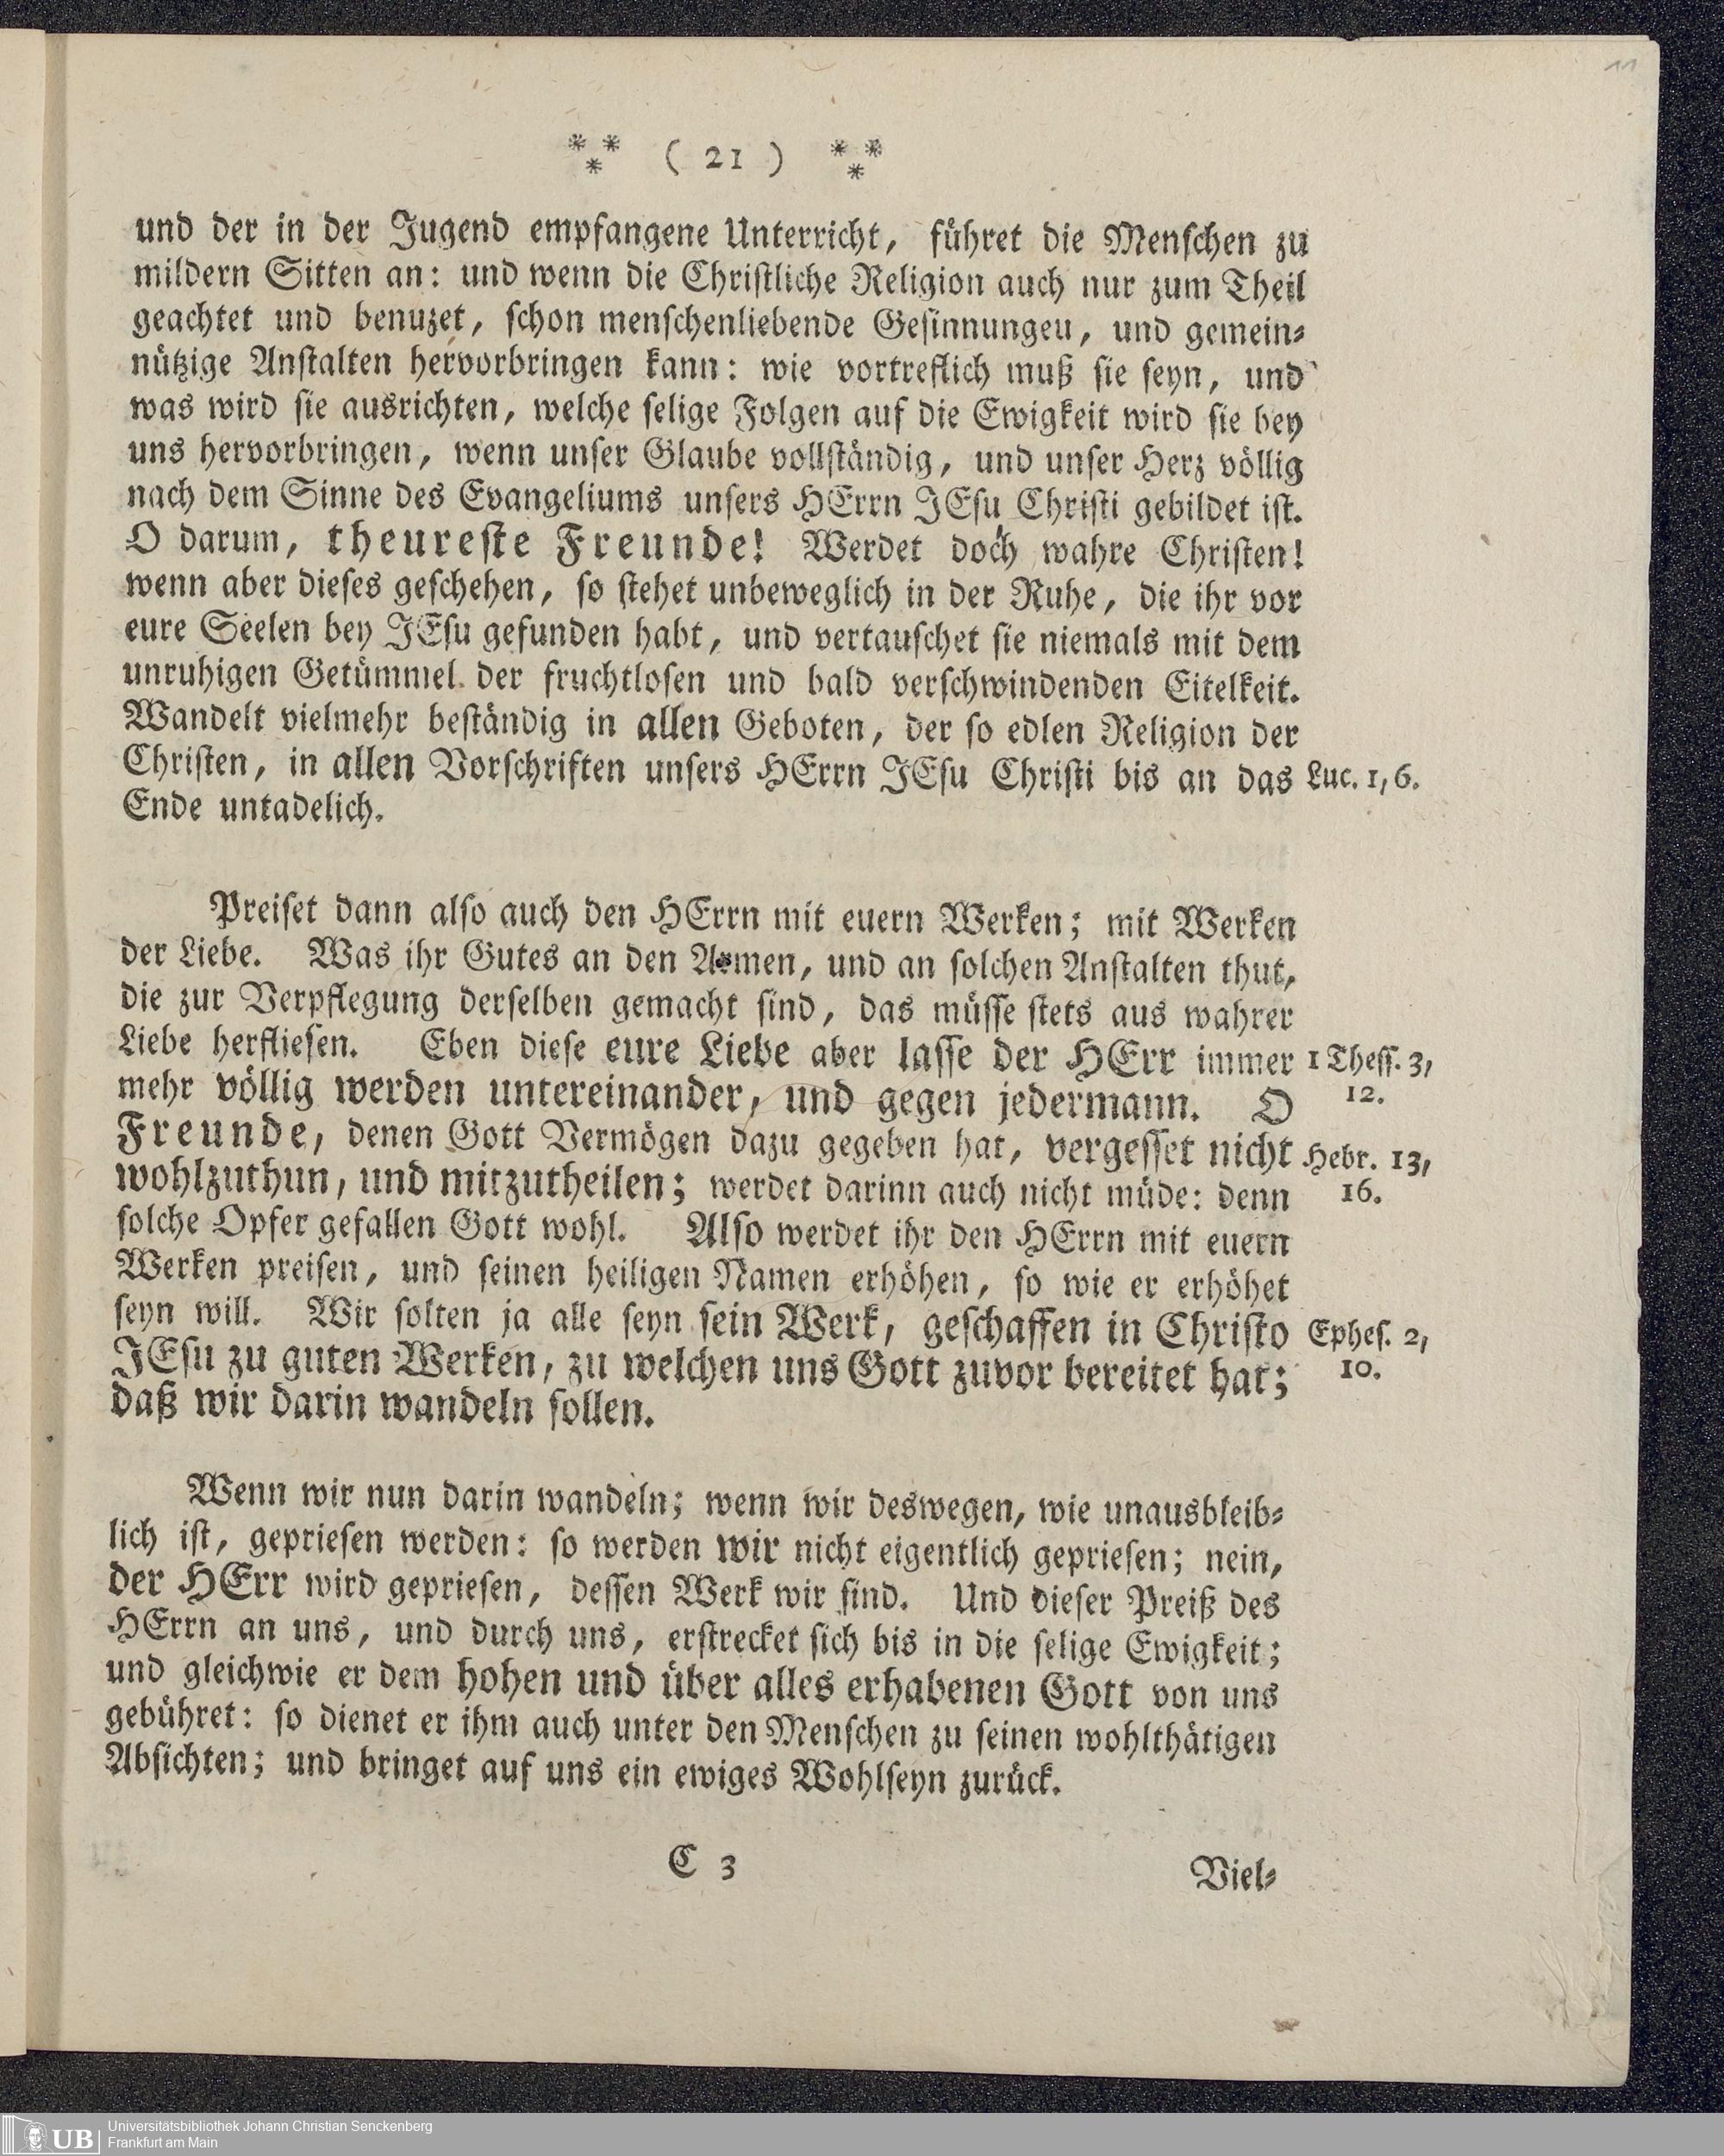 11
** * ( 21 ) ** *
und der in der Jugend empfangene Unterricht, führet die Menschen zu
mildern Sitten an: und wenn die Christliche Religion auch nur zum Theil
geachtet und benuzet, schon menschenliebende Gesinnungeu, und gemein⸗
nützige Anstalten hervorbringen kann: wie vortreflich muß sie seyn, und
was wird sie ausrichten, welche selige Folgen auf die Ewigkeit wird sie bey
uns hervorbringen, wenn unser Glaube vollständig, und unser Herz völlig
nach dem Sinne des Evangeliums unsers HErrn JEsu Christi gebildet ist.
O darum, theureste Freunde! Werdet doch wahre Christen!
wenn aber dieses geschehen, so stehet unbeweglich in der Ruhe, die ihr vor
eure Seelen bey JEsu gefunden habt, und vertauschet sie niemals mit dem
unruhigen Getümmel der fruchtlosen und bald verschwindenden Eitelkeit.
Wandelt vielmehr beständig in allen Geboten, der so edlen Religion der
Christen, in allen Vorschriften unsers HErrn JEsu Christi bis an das Luc. 1, 6.
Ende untadelich.
Preiset dann also auch den HErrn mit euern Werken; mit Werken
der Liebe. Was ihr Gutes an den Armen, und an solchen Anstalten thut,
die zur Verpflegung derselben gemacht sind, das müsse stets aus wahrer
Liebe herfliesen. Eben diese eure Liebe aber lasse der HErr immer 1 Thess. 3,
mehr völlig werden untereinander, und gegen jedermann. O 12.
Freunde, denen Gott Vermögen dazu gegeben hat, vergesset nicht Hebr. 13,
wohlzuthun, und mitzutheilen; werdet darinn auch nicht müde: denn 16.
solche Opfer gefallen Gott wohl. Also werdet ihr den HErrn mit euern
Werken preisen, und seinen heiligen Namen erhöhen, so wie er erhöhet
seyn will. Wir solten ja alle seyn sein Werk, geschaffen in Christo Ephes. 2,
JEsu zu guten Werken, zu welchen uns Gott zuvor bereitet hat; 10.
daß wir darin wandeln sollen.
Wenn wir nun darin wandeln; wenn wir deswegen, wie unausbleib⸗
lich ist, gepriesen werden: so werden wir nicht eigentlich gepriesen; nein,
der HErr wird gepriesen, dessen Werk wir sind. Und dieser Preiß des
HErrn an uns, und durch uns, erstrecket sich bis in die selige Ewigkeit;
und gleichwie er dem hohen und über alles erhabenen Gott von uns
gebühret: so dienet er ihm auch unter den Menschen zu seinen wohlthätigen
Absichten; und bringet auf uns ein ewiges Wohlseyn zurück.
C 3 Viel⸗
UB Universitätsbibliothek Johann Christian Senckenberg
Frankfurt am Main